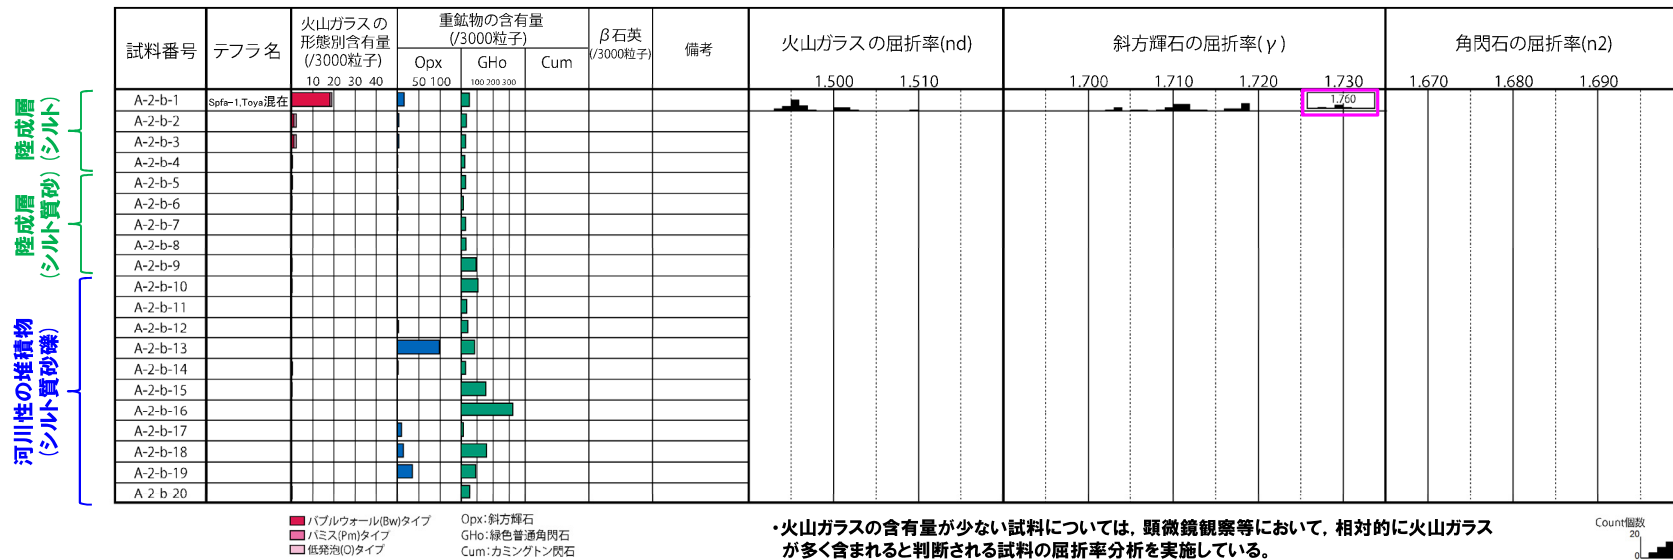 試料番号
テフラ名
火山ガラスの
形態別含有量
(/3000粒子)
10 20 30 40
重鉱物の含有量
(/3000粒子)
Opx
GHo
Cum
50 100
100 200 300
β石英
(/3000粒子)
備考
火山ガラスの屈折率(nd)
1.500
1.510
斜方輝石の屈折率(γ)
1.700
1.710
1.720
1.730
角閃石の屈折率(n2)
1.670
1.680
1.690
陸成層
(シルト)
陸成層
(シルト質砂)
河川性の堆積物
(シルト質砂礫)
A-2-b-1
Spfa-1,Toya混在
1.760
A-2-b-2
A-2-b-3
A-2-b-4
A-2-b-5
A-2-b-6
A-2-b-7
A-2-b-8
A-2-b-9
A-2-b-10
A-2-b-11
A-2-b-12
A-2-b-13
A-2-b-14
A-2-b-15
A-2-b-16
A-2-b-17
A-2-b-18
A-2-b-19
A 2 b 20
バブルウォール(Bw)タイプ
パミス(Pm)タイプ
低発泡(O)タイプ
Opx:斜方輝石
GHo:緑色普通角閃石
Cum:カミングトン閃石
・火山ガラスの含有量が少ない試料については,顕微鏡観察等において,相対的に火山ガラス
が多く含まれると判断される試料の屈折率分析を実施している。
Count個数
20
0